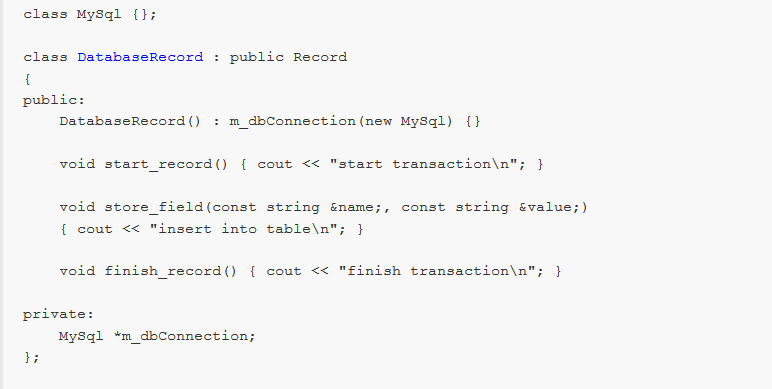 class MySql {};
class DatabaseRecord : public Record
{
public:
DatabaseRecord() : m_dbConnection(new MySql) {}
void start_record() { cout << "start transaction\n"; }
void store_field(const string &name;, const string &value;)
{ cout << "insert into table\n"; }
void finish_record() { cout << "finish transaction\n"; }
private:
MySql *m_dbConnection;
};